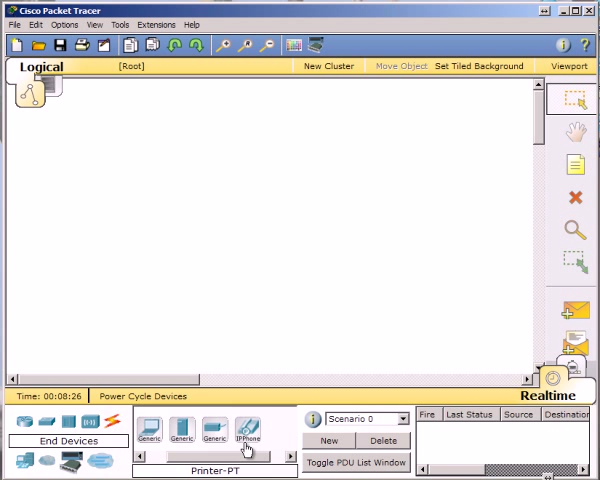 Cisco Packet Tracer
File Edit Options View Tools Extensions Help
Logical [Root] New Cluster Move Object Set Tiled Background Viewport
Time: 00:08:26 Power Cycle Devices Realtime
Generic Generic Generic IPPhone
End Devices
Printer-PT
Scenario 0
New Delete
Toggle PDU List Window
Fire Last Status Source Destination